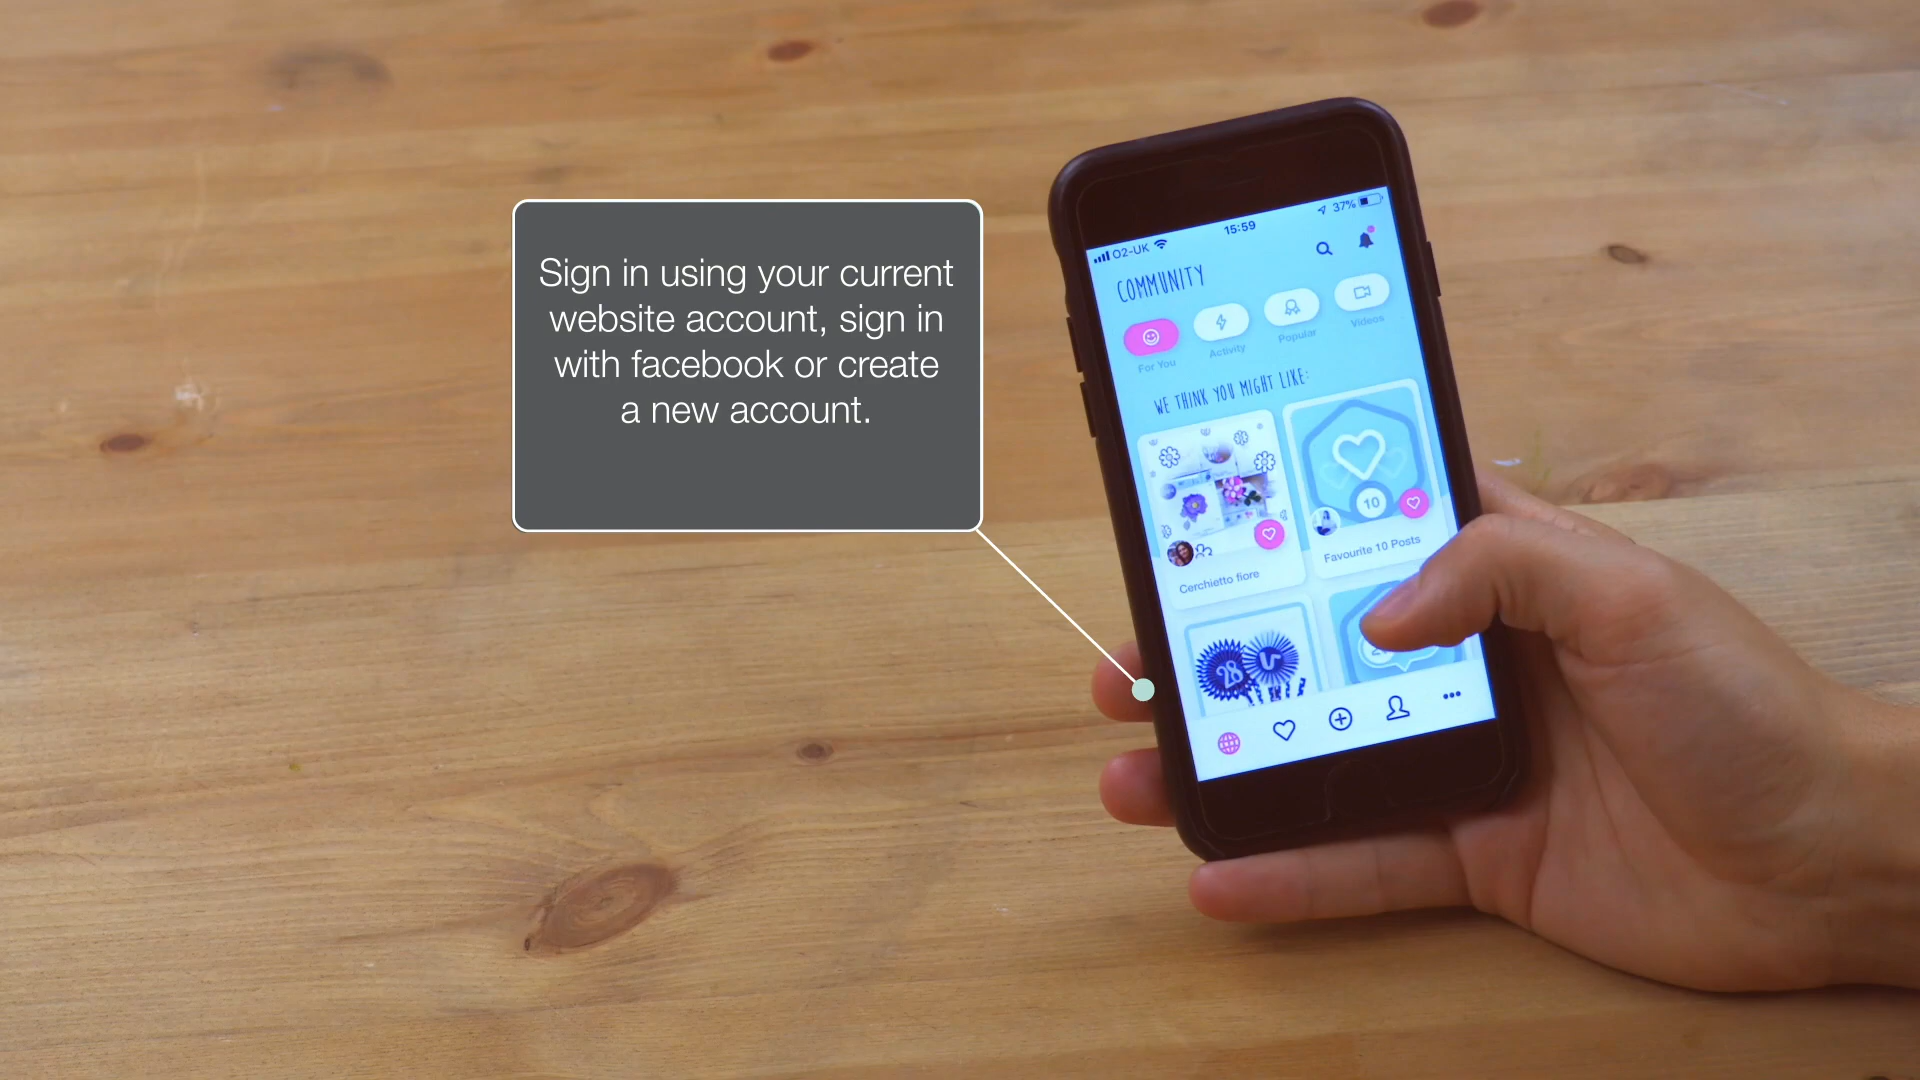 Sign in using your current
website account, sign in
with facebook or create
a new account.
O2-UK
15:59
37%
COMMUNITY
For You
Activity
Popular
Videos
WE THINK YOU MIGHT LIKE:
10
Cerchietto fiore
Favourite 10 Posts
28